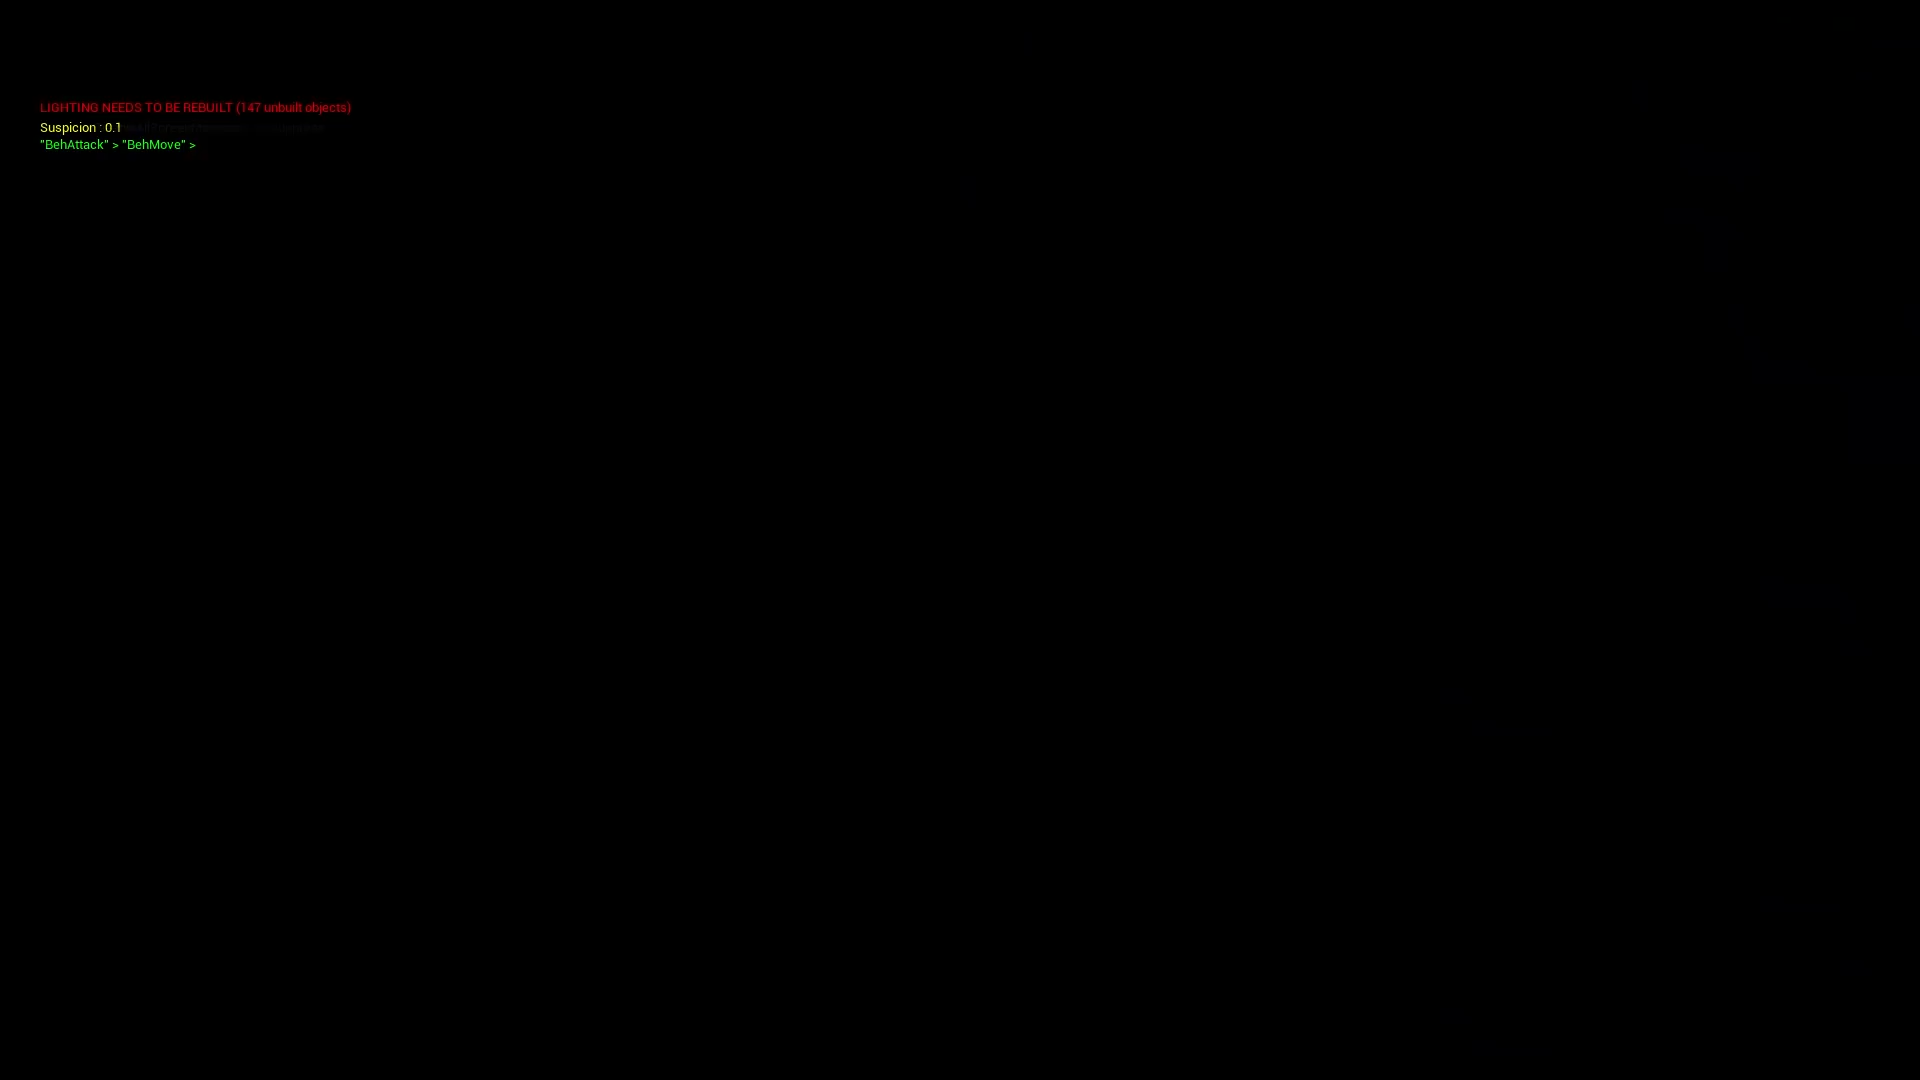 LIGHTING NEEDS TO BE REBUILT (147 unbuilt objects)
Suspicion : 0.1
"BehAttack" > "BehMove" >